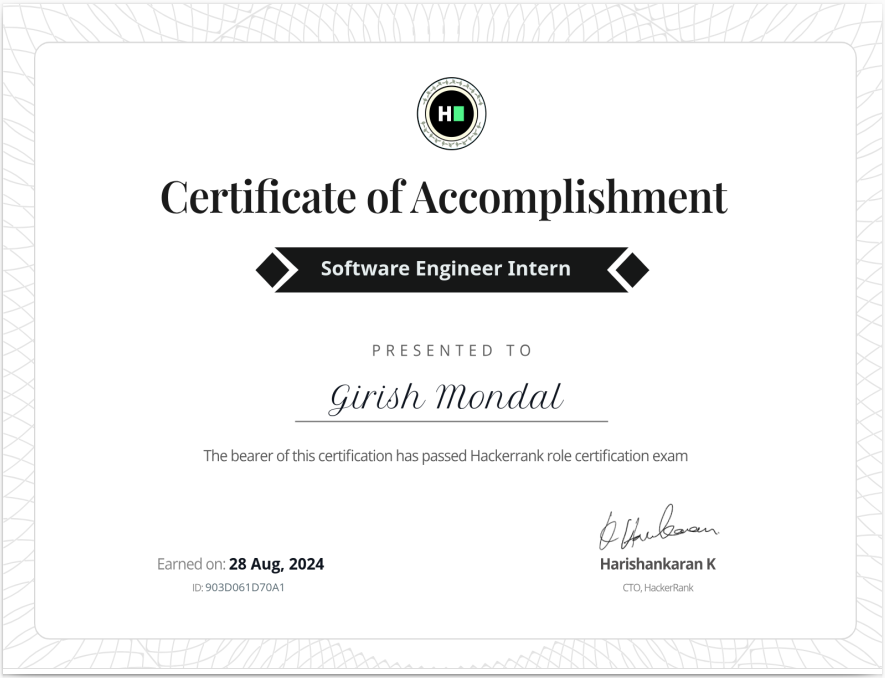 H
Certificate of Accomplishment
Software Engineer Intern
PRESENTED TO
Girish Mondal
The bearer of this certification has passed Hackerrank role certification exam
Earned on: 28 Aug, 2024
ID: 903D061D70A1
Harishankaran K
CTO, HackerRank